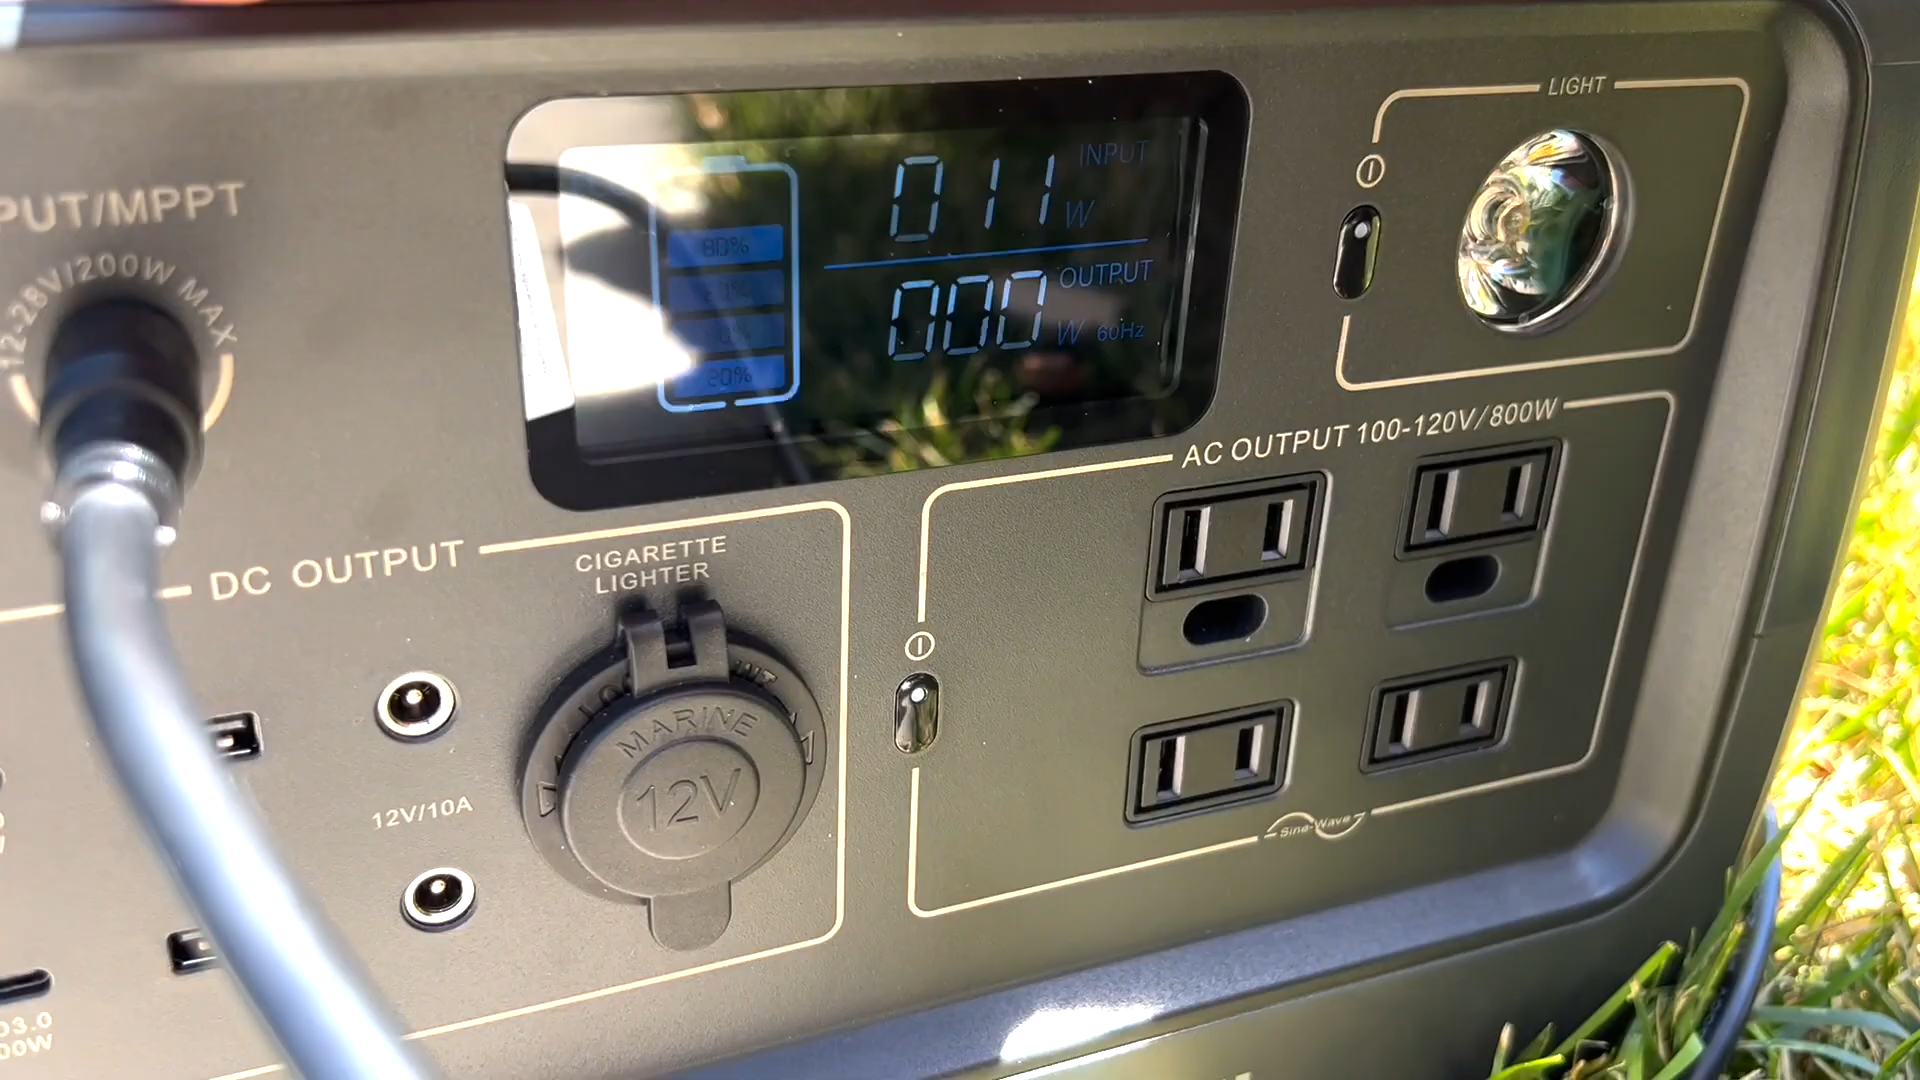 PUT/MPPT
12-28V/200W MAX
80%
20%
011 W INPUT
000 W OUTPUT
60Hz
LIGHT
DC OUTPUT
CIGARETTE
LIGHTER
MARINE
12V
12V/10A
AC OUTPUT 100-120V/800W
Sine-Wave
D3.0
00W